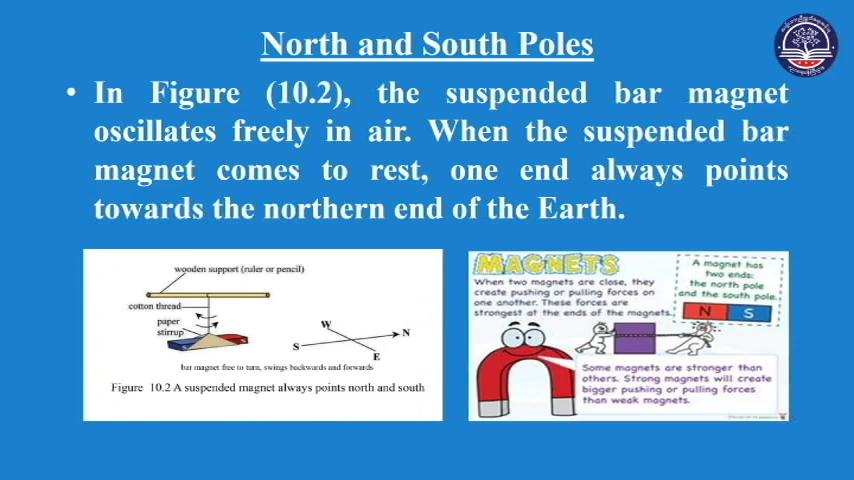 North and South Poles
• In Figure (10.2), the suspended bar magnet
oscillates freely in air. When the suspended bar
magnet comes to rest, one end always points
towards the northern end of the Earth.
wooden support (ruler or pencil)
cotton thread
paper
stirrup
W
N
S
E
bar magnet free to turn, swings backwards and forwards
Figure 10.2 A suspended magnet always points north and south
MAGNETS
When two magnets are close, they
create pushing or pulling forces on
one another. These forces are
strongest at the ends of the magnets.
A magnet has
two ends:
the north pole
and the south pole.
N S
Some magnets are stronger than
others. Strong magnets will create
bigger pushing or pulling forces
than weak magnets.